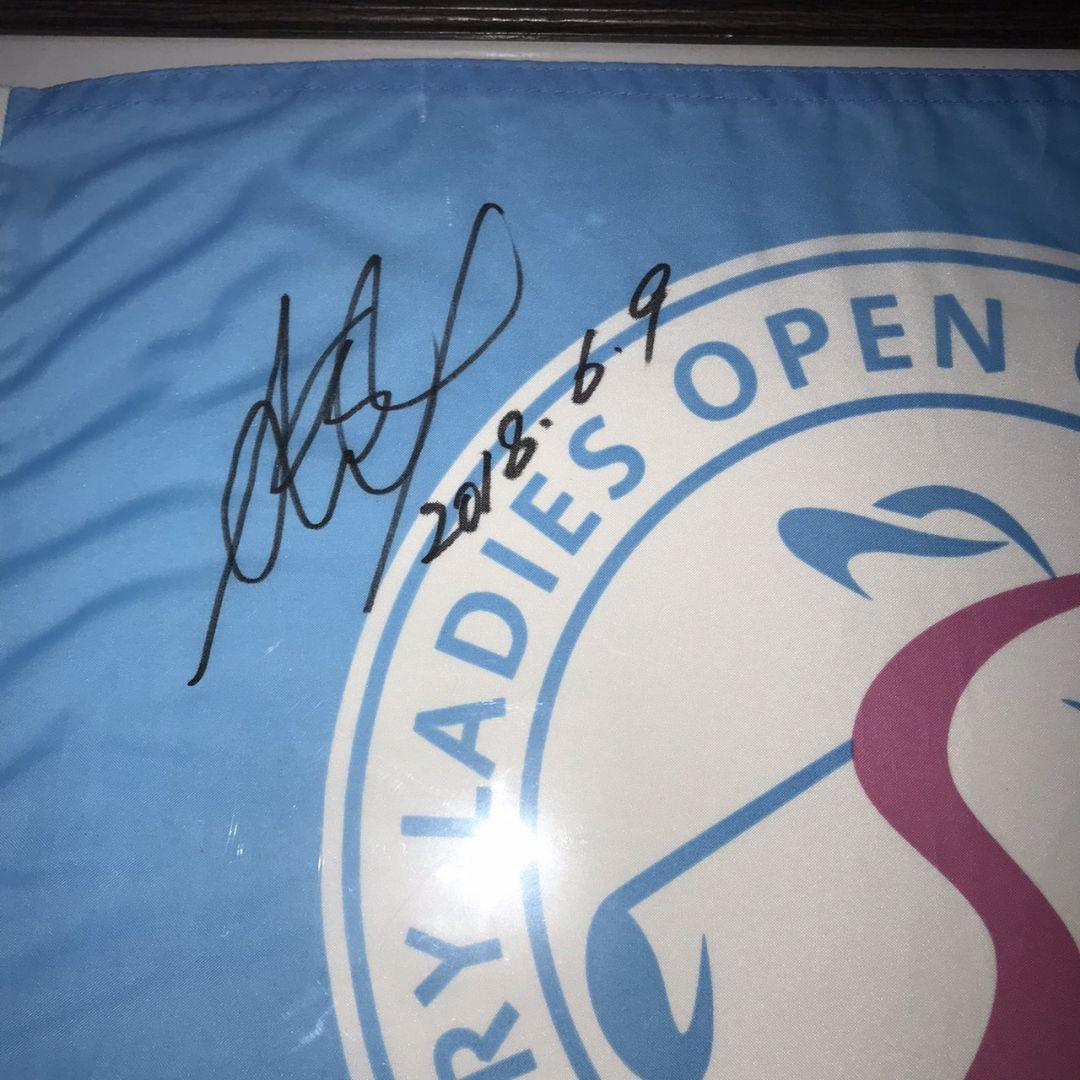 2018.6.9
RY LADIES OPEN